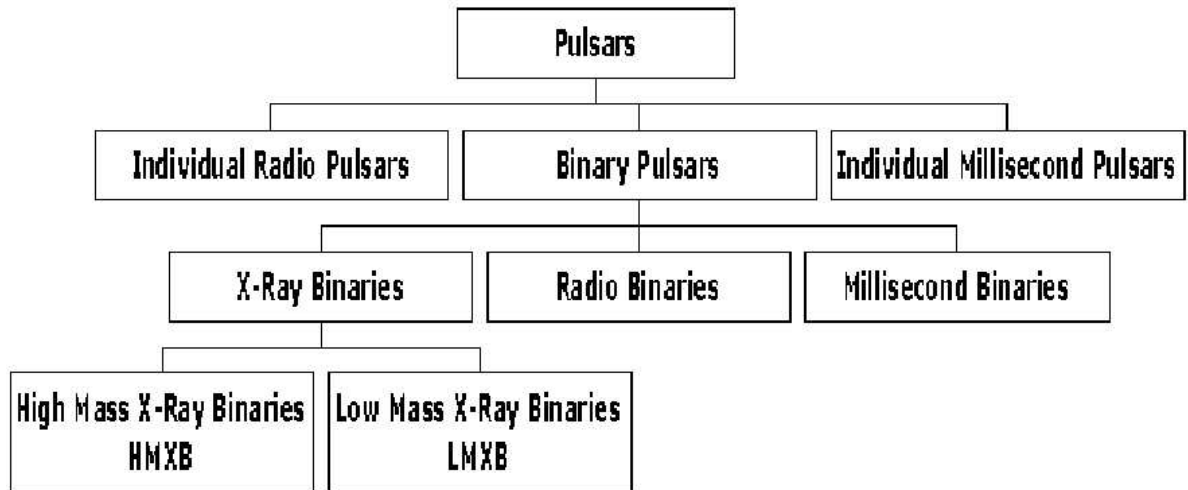 Pulsars
Individual Radio Pulsars
Binary Pulsars
Individual Millisecond Pulsars
X-Ray Binaries
Radio Binaries
Millisecond Binaries
High Mass X-Ray Binaries
HMXB
Low Mass X-Ray Binaries
LMXB